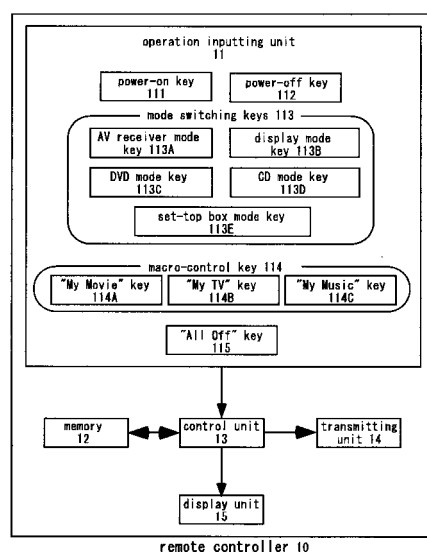 operation inputting unit
11
power-on key
111
power-off key
112
mode switching keys 113
AV receiver mode
key 113A
display mode
key 113B
DVD mode key
113C
CD mode key
113D
set-top box mode key
113E
macro-control key 114
"My Movie" key
114A
"My TV" key
114B
"My Music" key
114C
"All Off" key
115
memory
12
control unit
13
transmitting
unit 14
display unit
15
remote controller 10